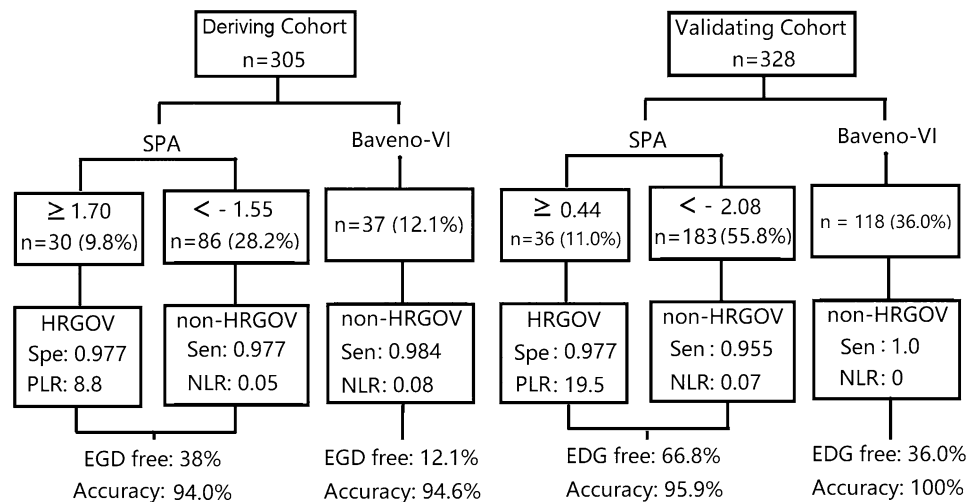 Deriving Cohort
n=305
SPA
Baveno-VI
≥ 1.70
n=30 (9.8%)
< - 1.55
n=86 (28.2%)
n=37 (12.1%)
HRGOV
Spe: 0.977
PLR: 8.8
non-HRGOV
Sen: 0.977
NLR: 0.05
non-HRGOV
Sen: 0.984
NLR: 0.08
EGD free: 38%
Accuracy: 94.0%
EGD free: 12.1%
Accuracy: 94.6%
Validating Cohort
n=328
SPA
Baveno-VI
≥ 0.44
n=36 (11.0%)
< - 2.08
n=183 (55.8%)
n = 118 (36.0%)
HRGOV
Spe: 0.977
PLR: 19.5
non-HRGOV
Sen : 0.955
NLR: 0.07
non-HRGOV
Sen : 1.0
NLR: 0
EDG free: 66.8%
Accuracy: 95.9%
EDG free: 36.0%
Accuracy: 100%